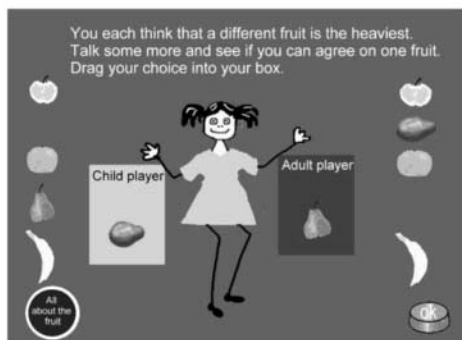 You each think that a different fruit is the heaviest.
Talk some more and see if you can agree on one fruit.
Drag your choice into your box.
Child player
Adult player
All
about the
fruit
ok